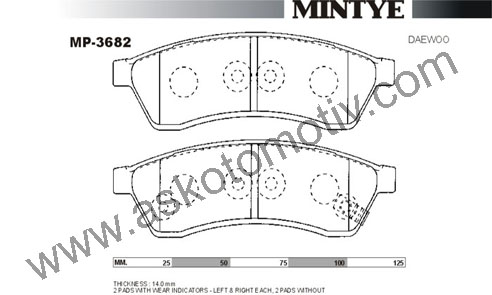 MINTYE
MP-3682
DAEWOO
www.askotomotiv.com
MM. 25 50 75 100 125
THICKNESS : 14.0 mm
2 PADS WITH WEAR INDICATORS - LEFT & RIGHT EACH, 2 PADS WITHOUT